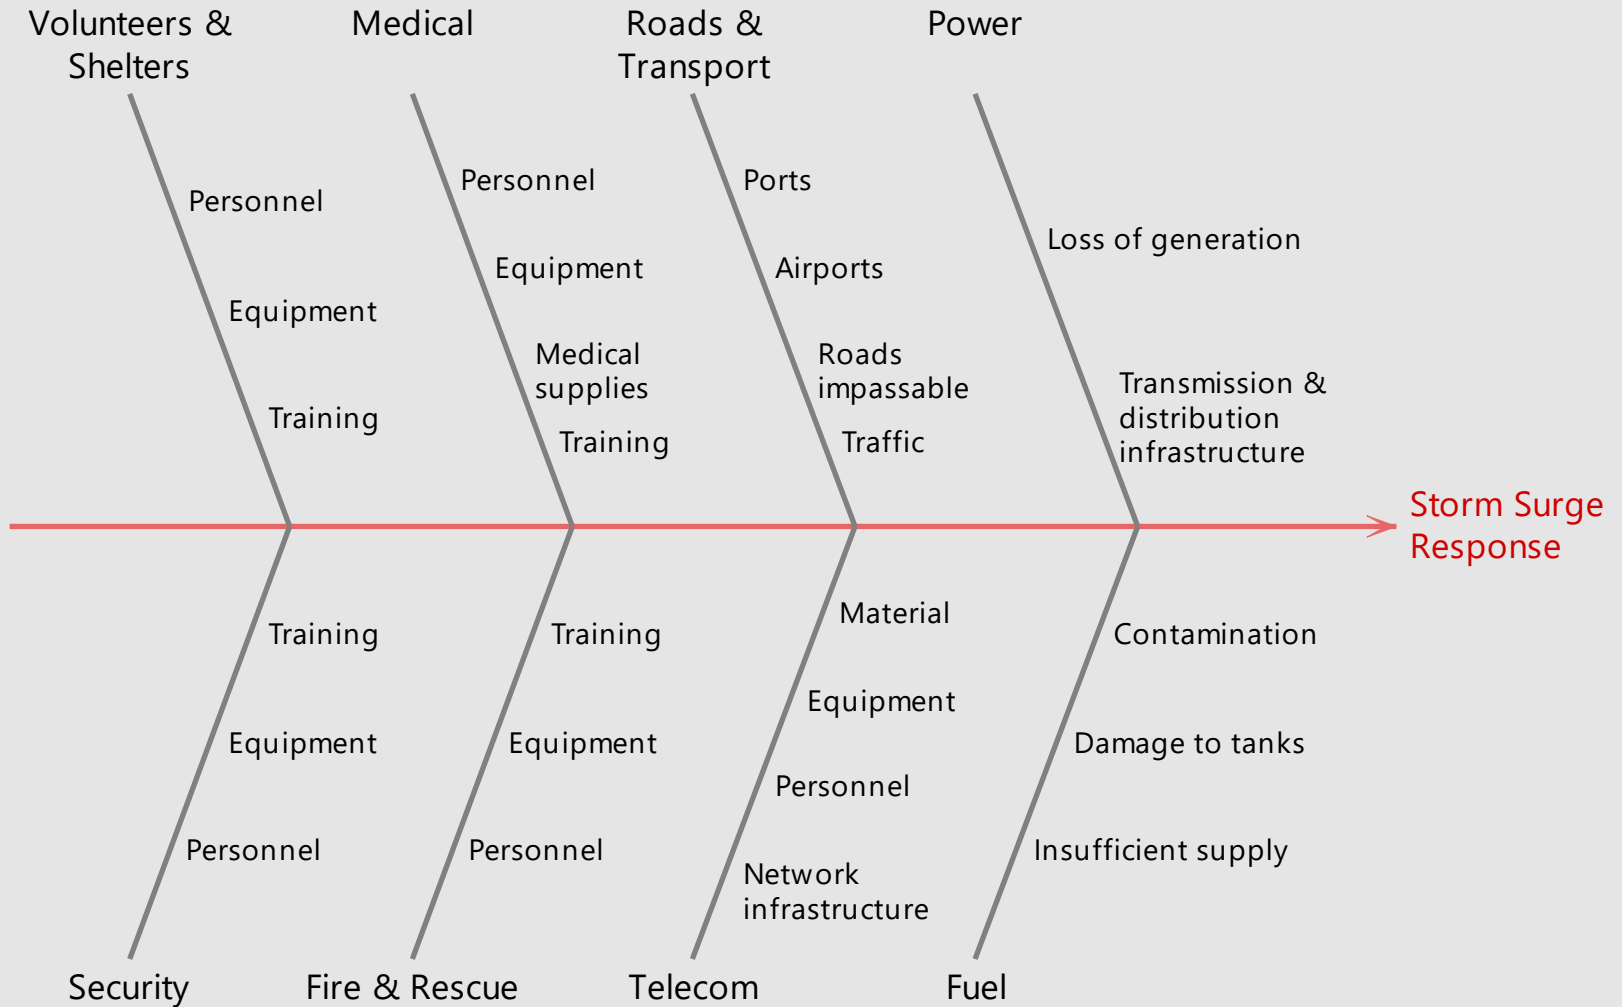 Volunteers &
Shelters
Medical
Roads &
Transport
Power
Personnel
Equipment
Training
Personnel
Equipment
Medical
supplies
Training
Ports
Airports
Roads
impassable
Traffic
Loss of generation
Transmission &
distribution
infrastructure
Storm Surge
Response
Training
Equipment
Personnel
Training
Equipment
Personnel
Material
Equipment
Personnel
Network
infrastructure
Contamination
Damage to tanks
Insufficient supply
Security
Fire & Rescue
Telecom
Fuel